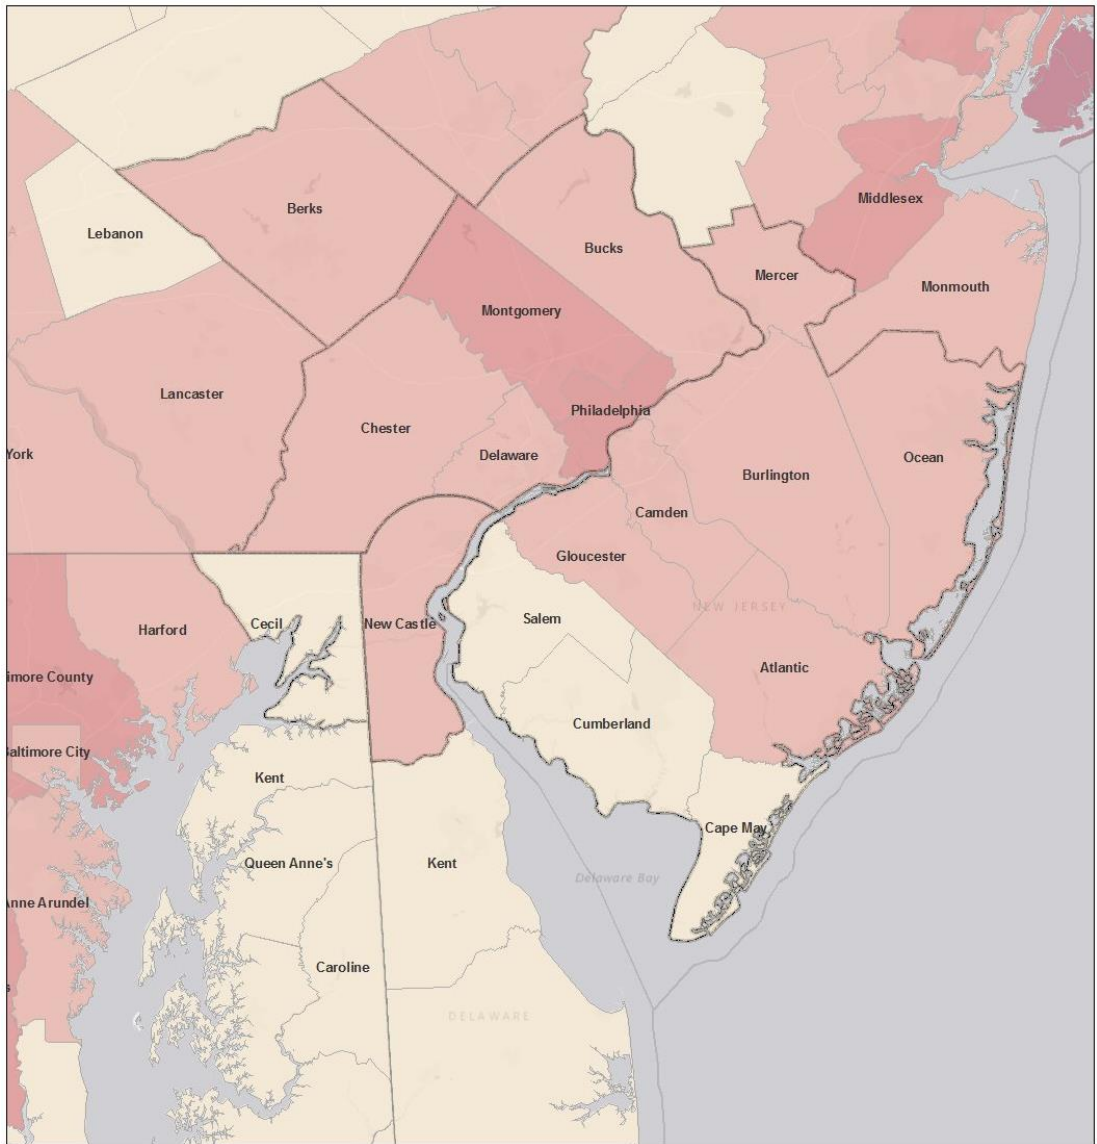 Middlesex
Berks
Lebanon
Bucks
Mercer
Monmouth
Montgomery
Lancaster
Philadelphia
Chester
York
Delaware
Ocean
Burlington
Camden
Gloucester
NEW JERSEY
Salem
Cecil
New Castle
Harford
Atlantic
imore County
Cumberland
Baltimore City
Kent
Cape May
Queen Anne's
Kent
Delaware Bay
Anne Arundel
Caroline
DELAWARE